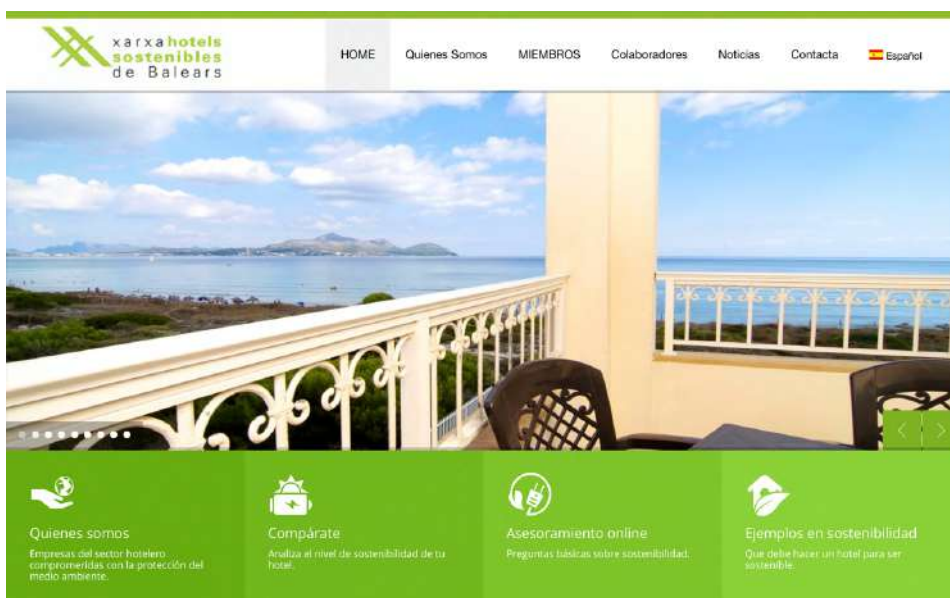 xarxahotels
sostenibles
de Balears
HOME
Quienes Somos
MIEMBROS
Colaboradores
Noticias
Contacta
Español
Quienes somos
Empresas del sector hotelero
comprometidas con la protección del
medio ambiente.
Compárate
Analiza el nivel de sostenibilidad de tu
hotel.
Asesoramiento online
Preguntas básicas sobre sostenibilidad.
Ejemplos en sostenibilidad
Que debe hacer un hotel para ser
sostenible.